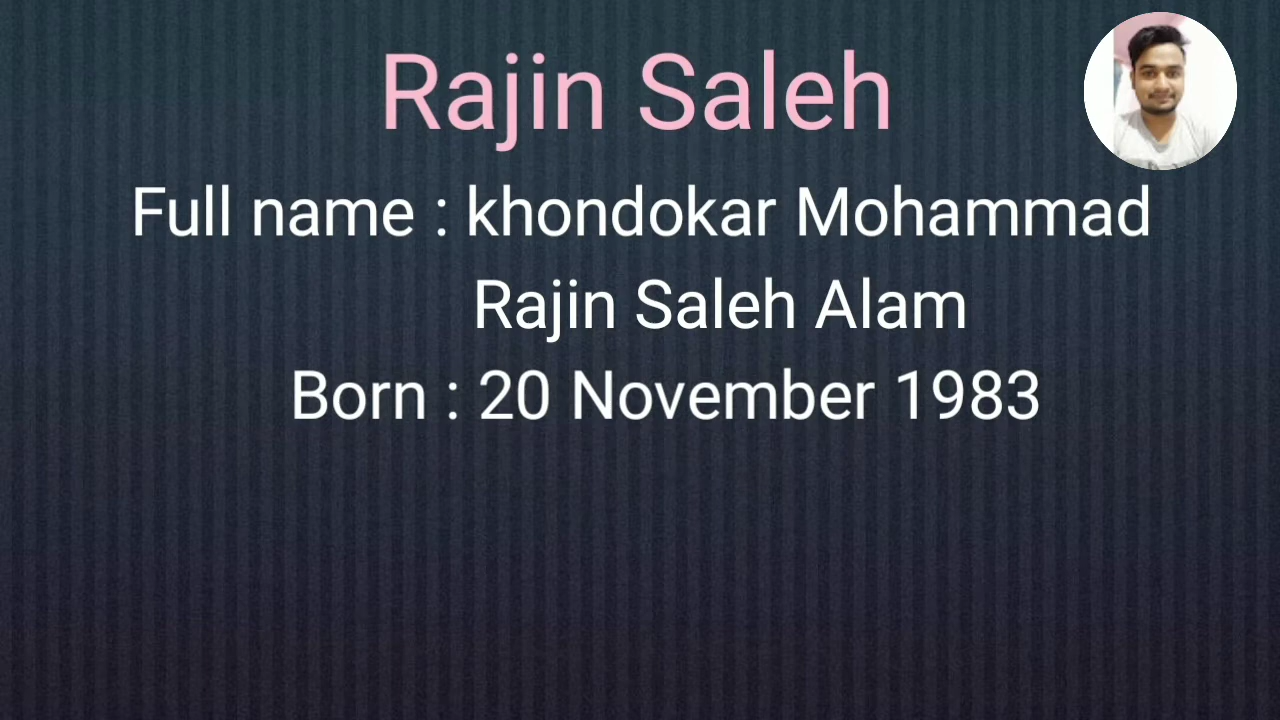 Rajin Saleh
Full name : khondokar Mohammad
Rajin Saleh Alam
Born : 20 November 1983